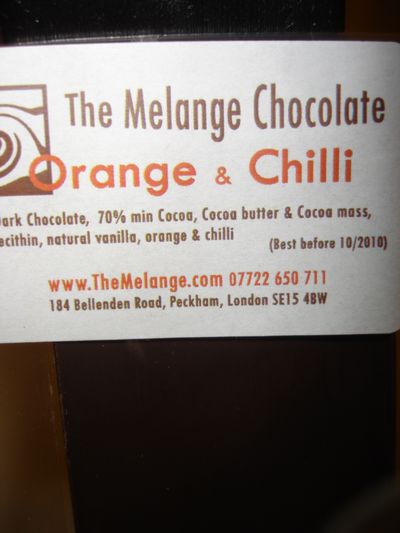 The Melange Chocolate
Orange & Chilli
ark Chocolate, 70% min Cocoa, Cocoa butter & Cocoa mass,
ecithin, natural vanilla, orange & chilli (Best before 10/2010)
www.TheMelange.com 07722 650 711
184 Bellenden Road, Peckham, London SE15 4BW